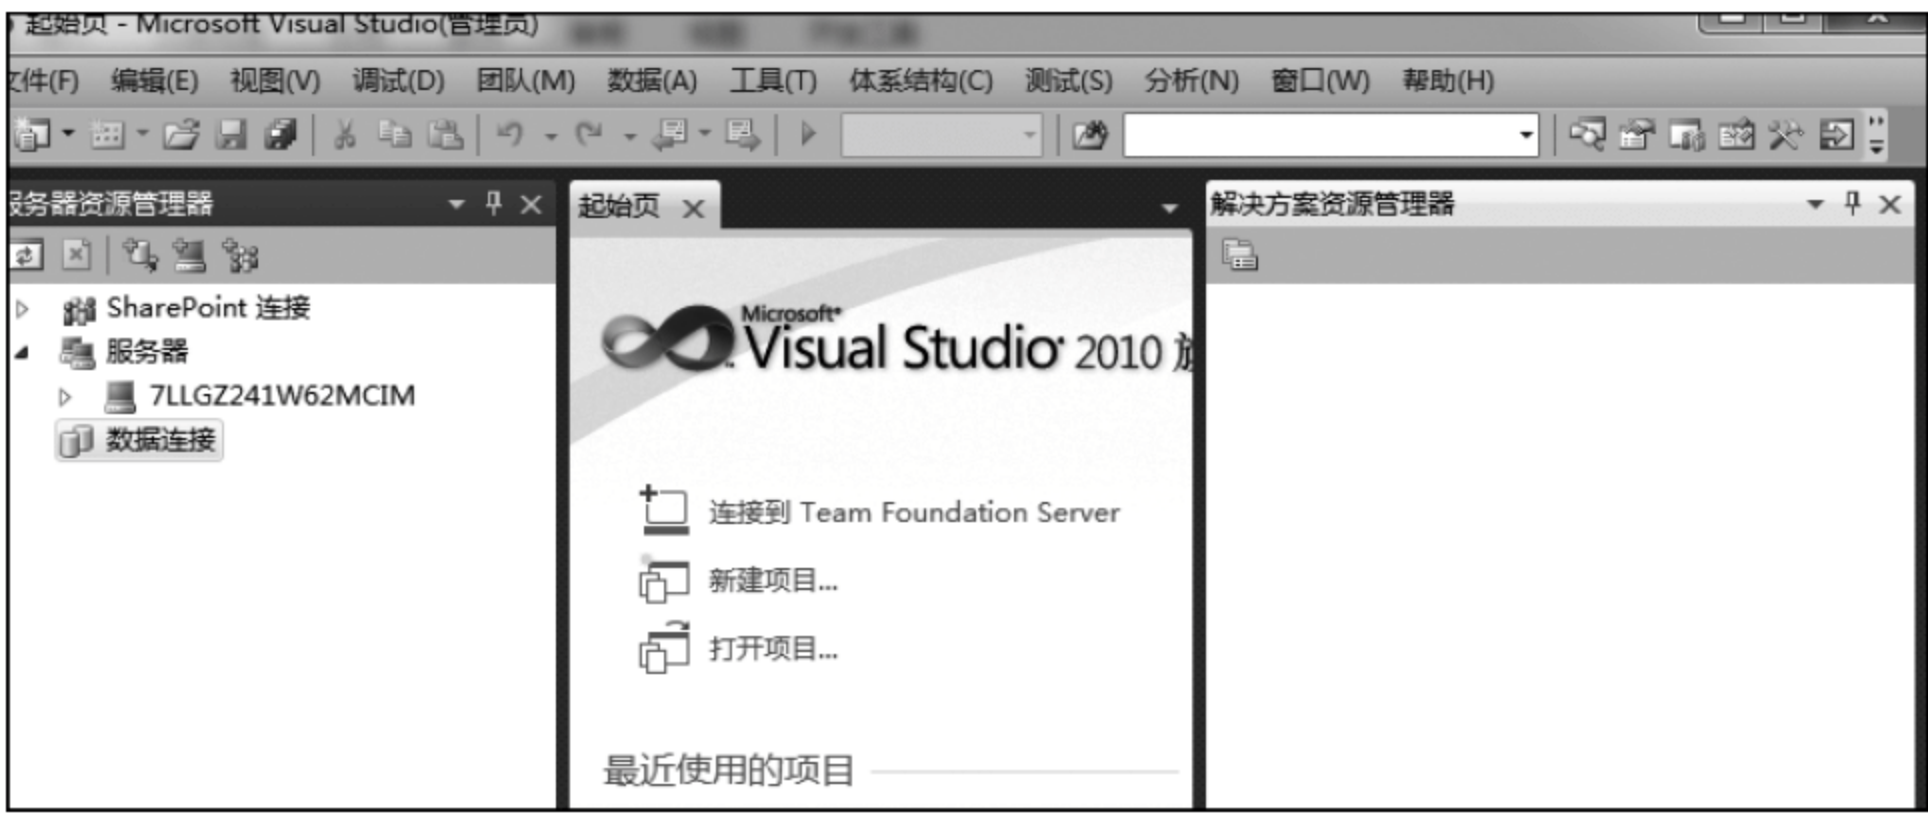 起始页 - Microsoft Visual Studio(管理员)
文件(F) 编辑(E) 视图(V) 调试(D) 团队(M) 数据(A) 工具(T) 体系结构(C) 测试(S) 分析(N) 窗口(W) 帮助(H)
服务器资源管理器
SharePoint 连接
服务器
7LLGZ241W62MCIM
数据连接
起始页
Microsoft
Visual Studio 2010
连接到 Team Foundation Server
新建项目...
打开项目...
最近使用的项目
解决方案资源管理器